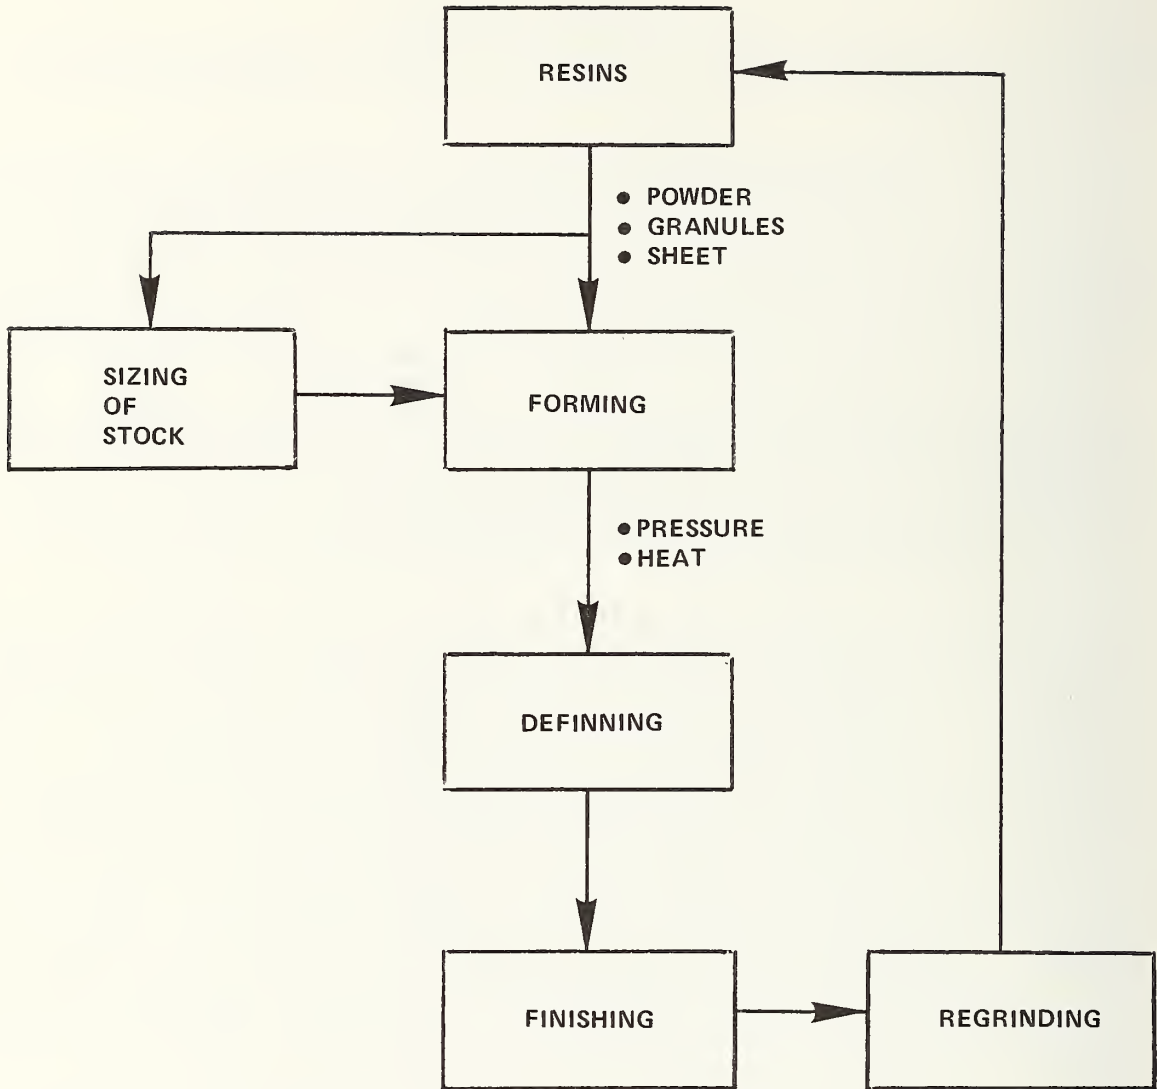 RESINS
● POWDER
● GRANULES
● SHEET
SIZING
OF
STOCK
FORMING
● PRESSURE
● HEAT
DEFINNING
FINISHING
REGRINDING